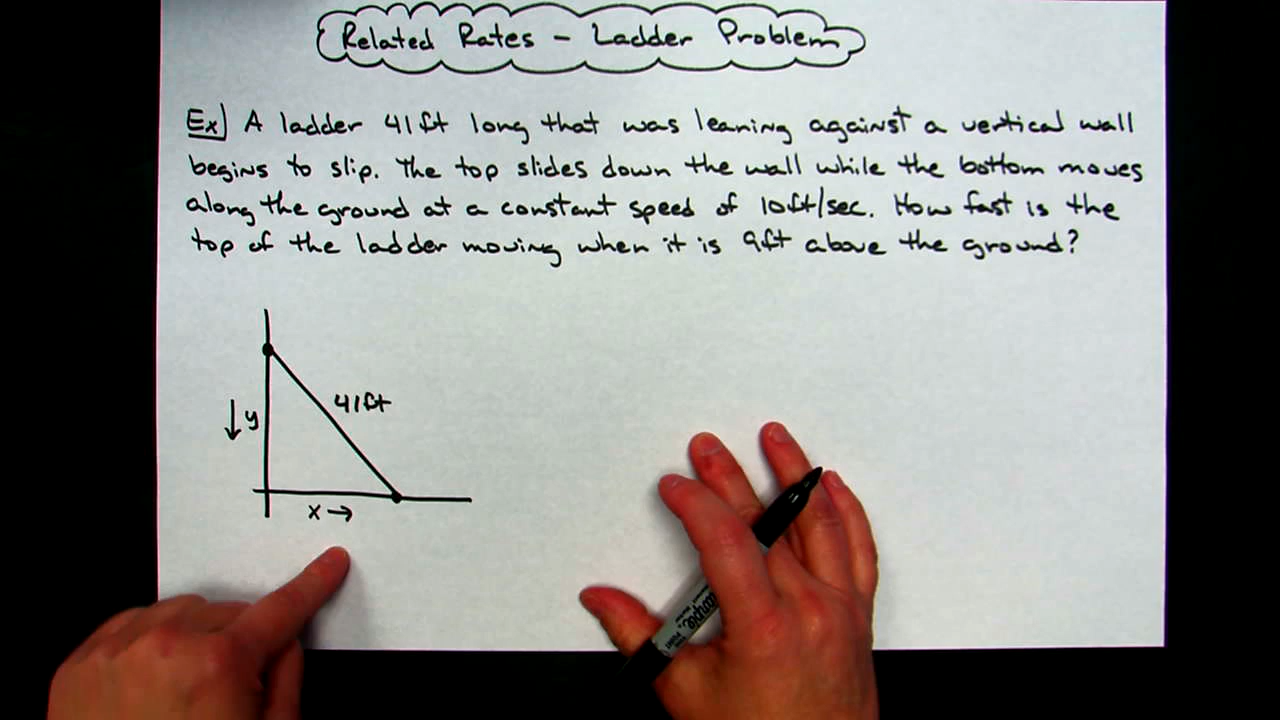 Related Rates - Ladder Problem
Ex) A ladder 41ft long that was leaning against a vertical wall
begins to slip. The top slides down the wall while the bottom moves
along the ground at a constant speed of 10ft/sec. How fast is the
top of the ladder moving when it is 9ft above the ground?
41ft
↓y
x→